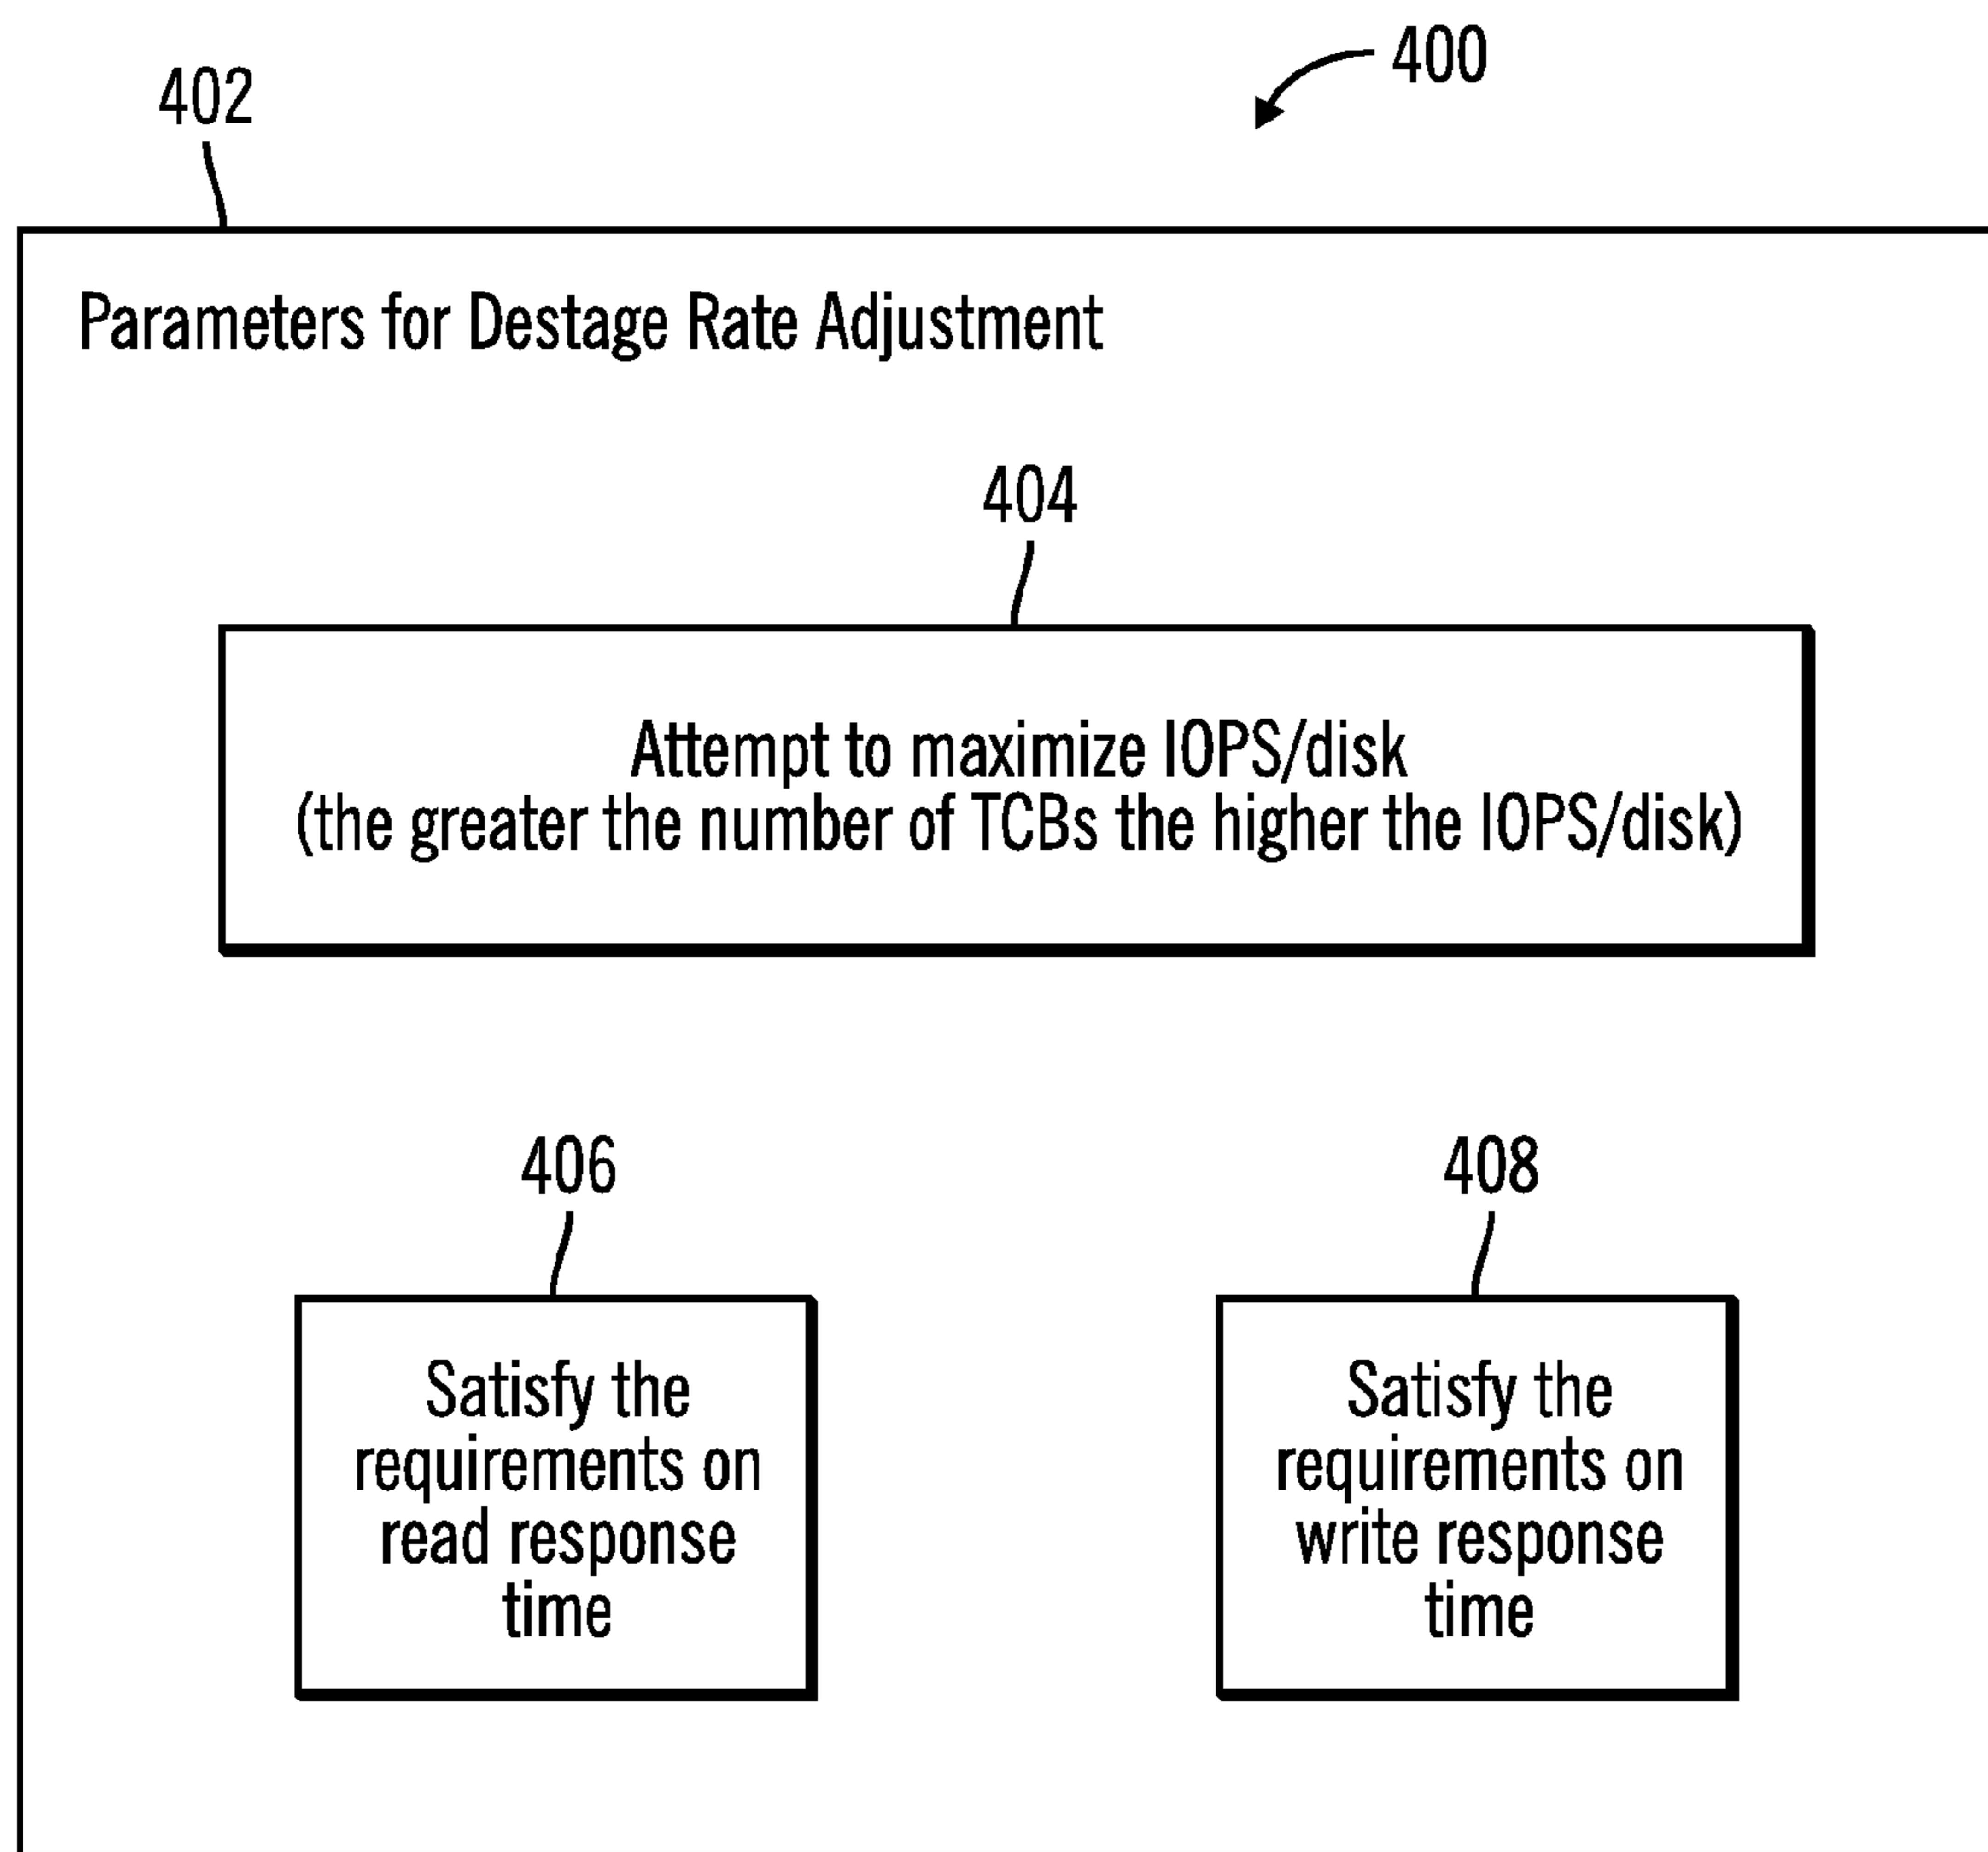 400
402
Parameters for Destage Rate Adjustment
404
Attempt to maximize IOPS/disk
(the greater the number of TCBs the higher the IOPS/disk)
406
408
Satisfy the
requirements on
read response
time
Satisfy the
requirements on
write response
time